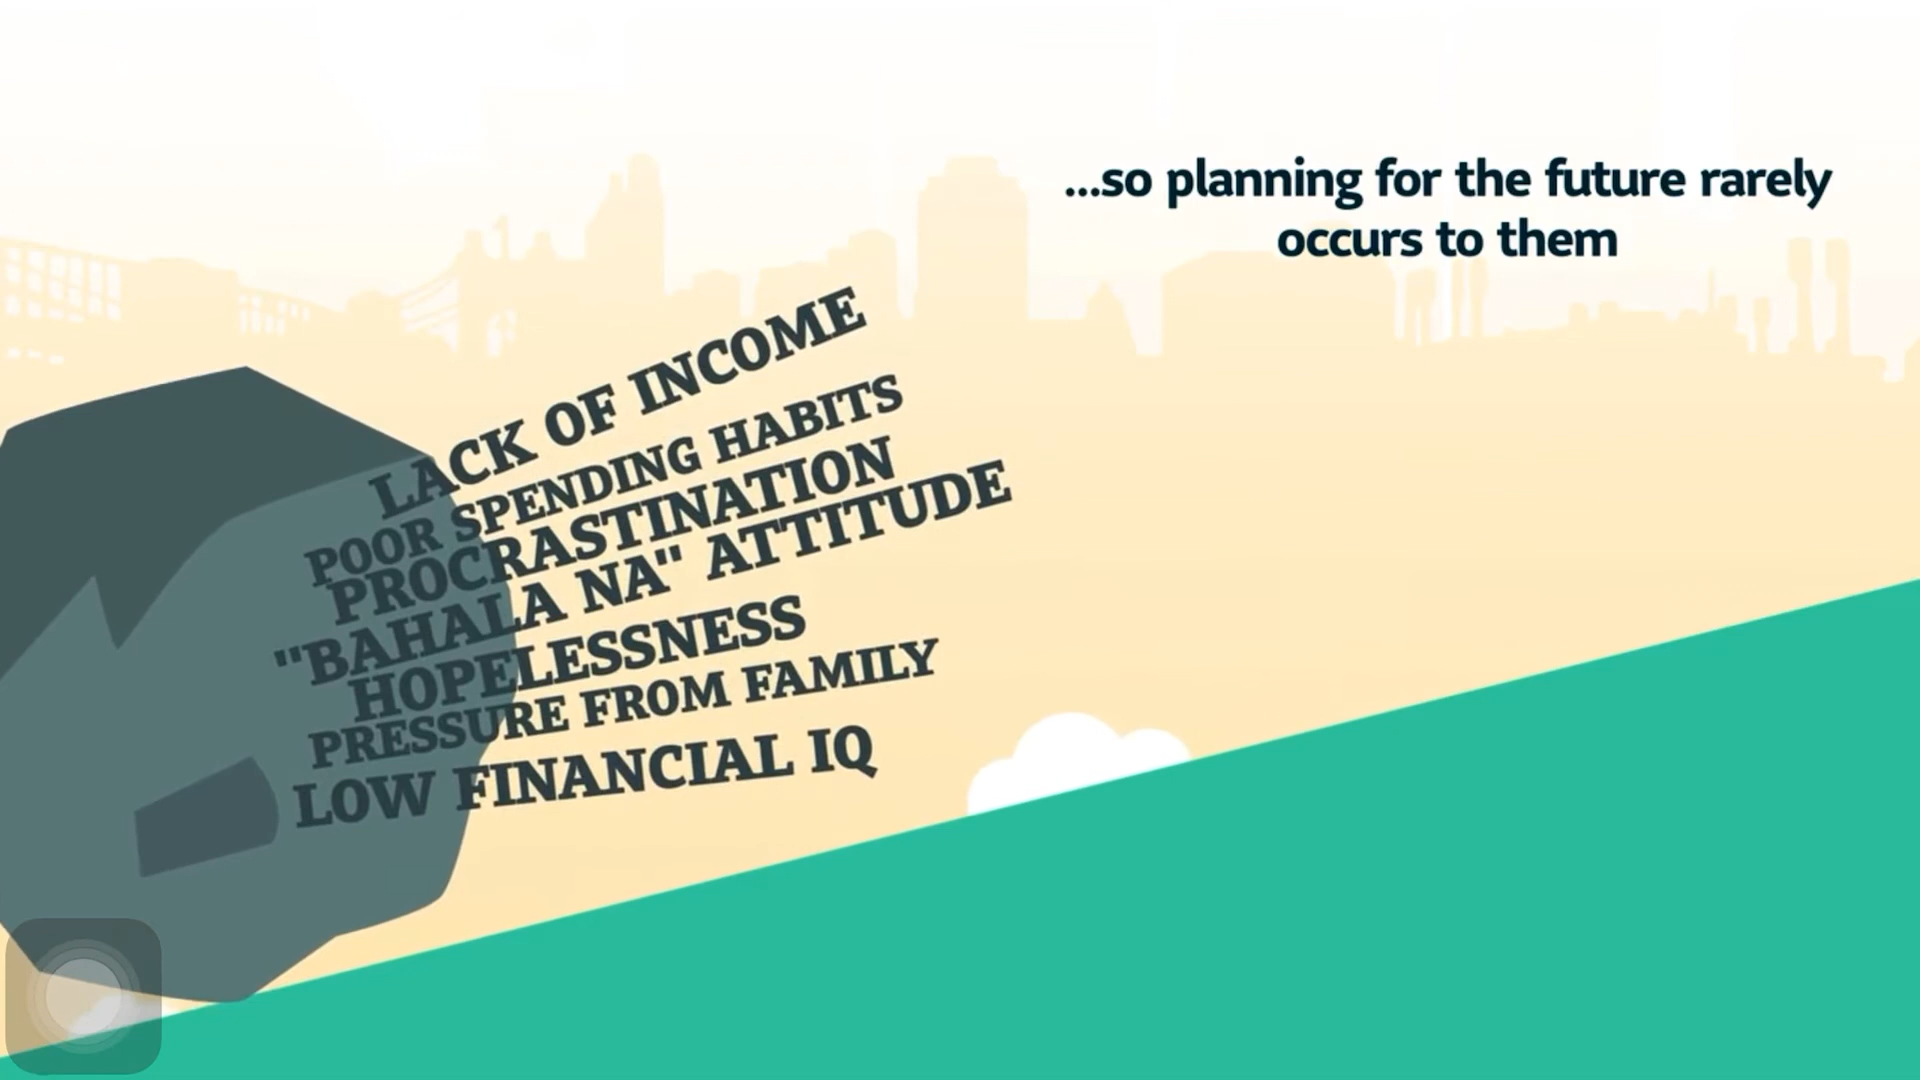 ...so planning for the future rarely
occurs to them
LACK OF INCOME
POOR SPENDING HABITS
PROCRASTINATION
"BAHALA NA" ATTITUDE
HOPELESSNESS
PRESSURE FROM FAMILY
LOW FINANCIAL IQ